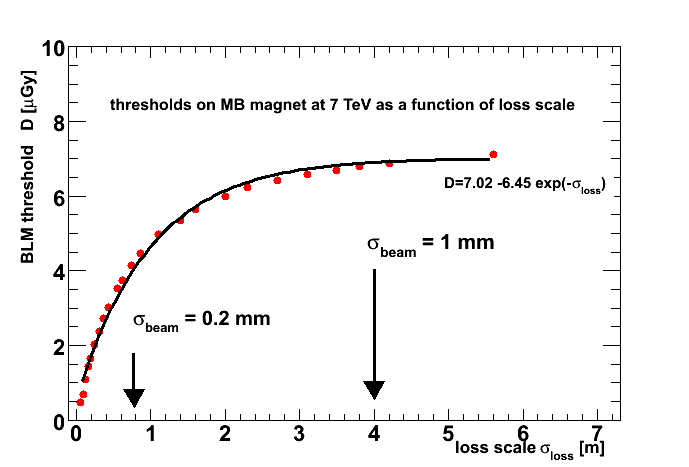 10
thresholds on MB magnet at 7 TeV as a function of loss scale
8
6
D=7.02 -6.45 exp(-σloss)
BLM threshold D [μGy]
4
σbeam = 1 mm
σbeam = 0.2 mm
2
0
0 1 2 3 4 5 6 7
loss scale σloss [m]